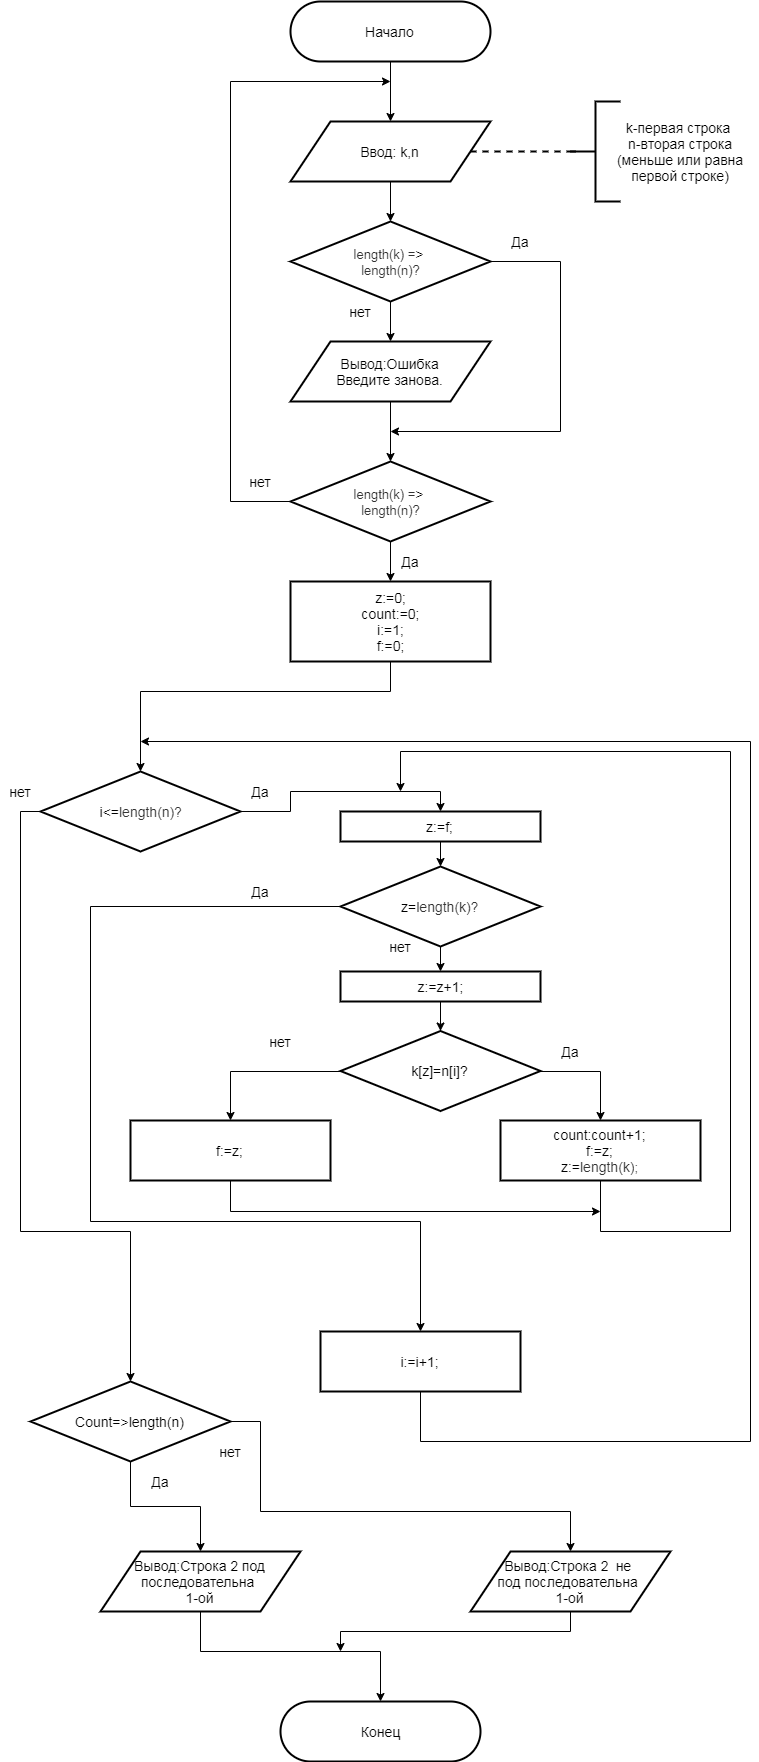 Начало
Ввод: k,n
k-первая строка
n-вторая строка
(меньше или равна
первой строке)
length(k) =>
length(n)?
Да
нет
Вывод:Ошибка
Введите занова.
length(k) =>
length(n)?
нет
Да
z:=0;
count:=0;
i:=1;
f:=0;
i<=length(n)?
нет
Да
z:=f;
z=length(k)?
Да
нет
z:=z+1;
k[z]=n[i]?
нет
Да
f:=z;
count:count+1;
f:=z;
z:=length(k);
i:=i+1;
Count=>length(n)
нет
Да
Вывод:Строка 2 под
последовательна
1-ой
Вывод:Строка 2 не
под последовательна
1-ой
Конец